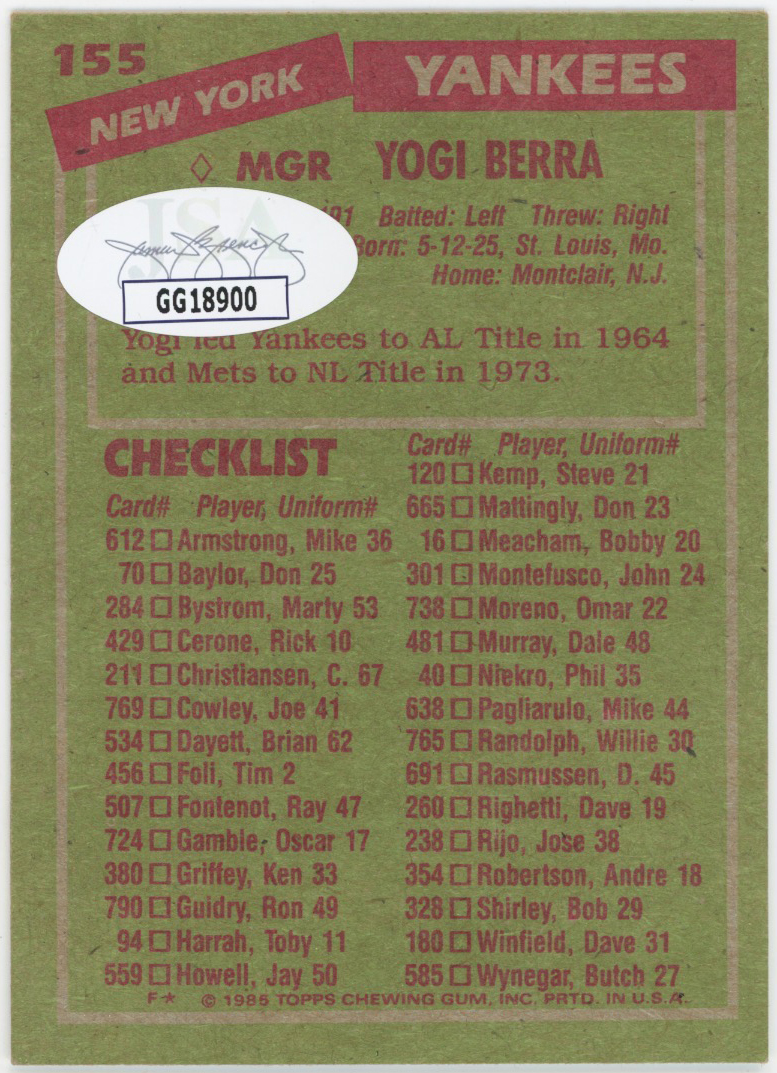 155
NEW YORK YANKEES
MGR YOGI BERRA
Batted: Left Threw: Right
Born: 5-12-25, St. Louis, Mo.
Home: Montclair, N.J.
JSA
GG18900
Yogi led Yankees to AL Title in 1964
and Mets to NL Title in 1973.
CHECKLIST
Card# Player, Uniform#
612 Armstrong, Mike 36
70 Baylor, Don 25
284 Bystrom, Marty 53
429 Cerone, Rick 10
211 Christiansen, C. 67
769 Cowley, Joe 41
534 Dayett, Brian 62
456 Foli, Tim 2
507 Fontenot, Ray 47
724 Gamble, Oscar 17
380 Griffey, Ken 33
790 Guidry, Ron 49
94 Harrah, Toby 11
559 Howell, Jay 50
Card# Player, Uniform#
120 Kemp, Steve 21
665 Mattingly, Don 23
16 Meacham, Bobby 20
301 Montefusco, John 24
738 Moreno, Omar 22
481 Murray, Dale 48
40 Niekro, Phil 35
638 Pagliarulo, Mike 44
765 Randolph, Willie 30
691 Rasmussen, D. 45
260 Righetti, Dave 19
238 Rijo, Jose 38
354 Robertson, Andre 18
328 Shirley, Bob 29
180 Winfield, Dave 31
585 Wynegar, Butch 27
F★ © 1985 TOPPS CHEWING GUM, INC. PRTD. IN U.S.A.